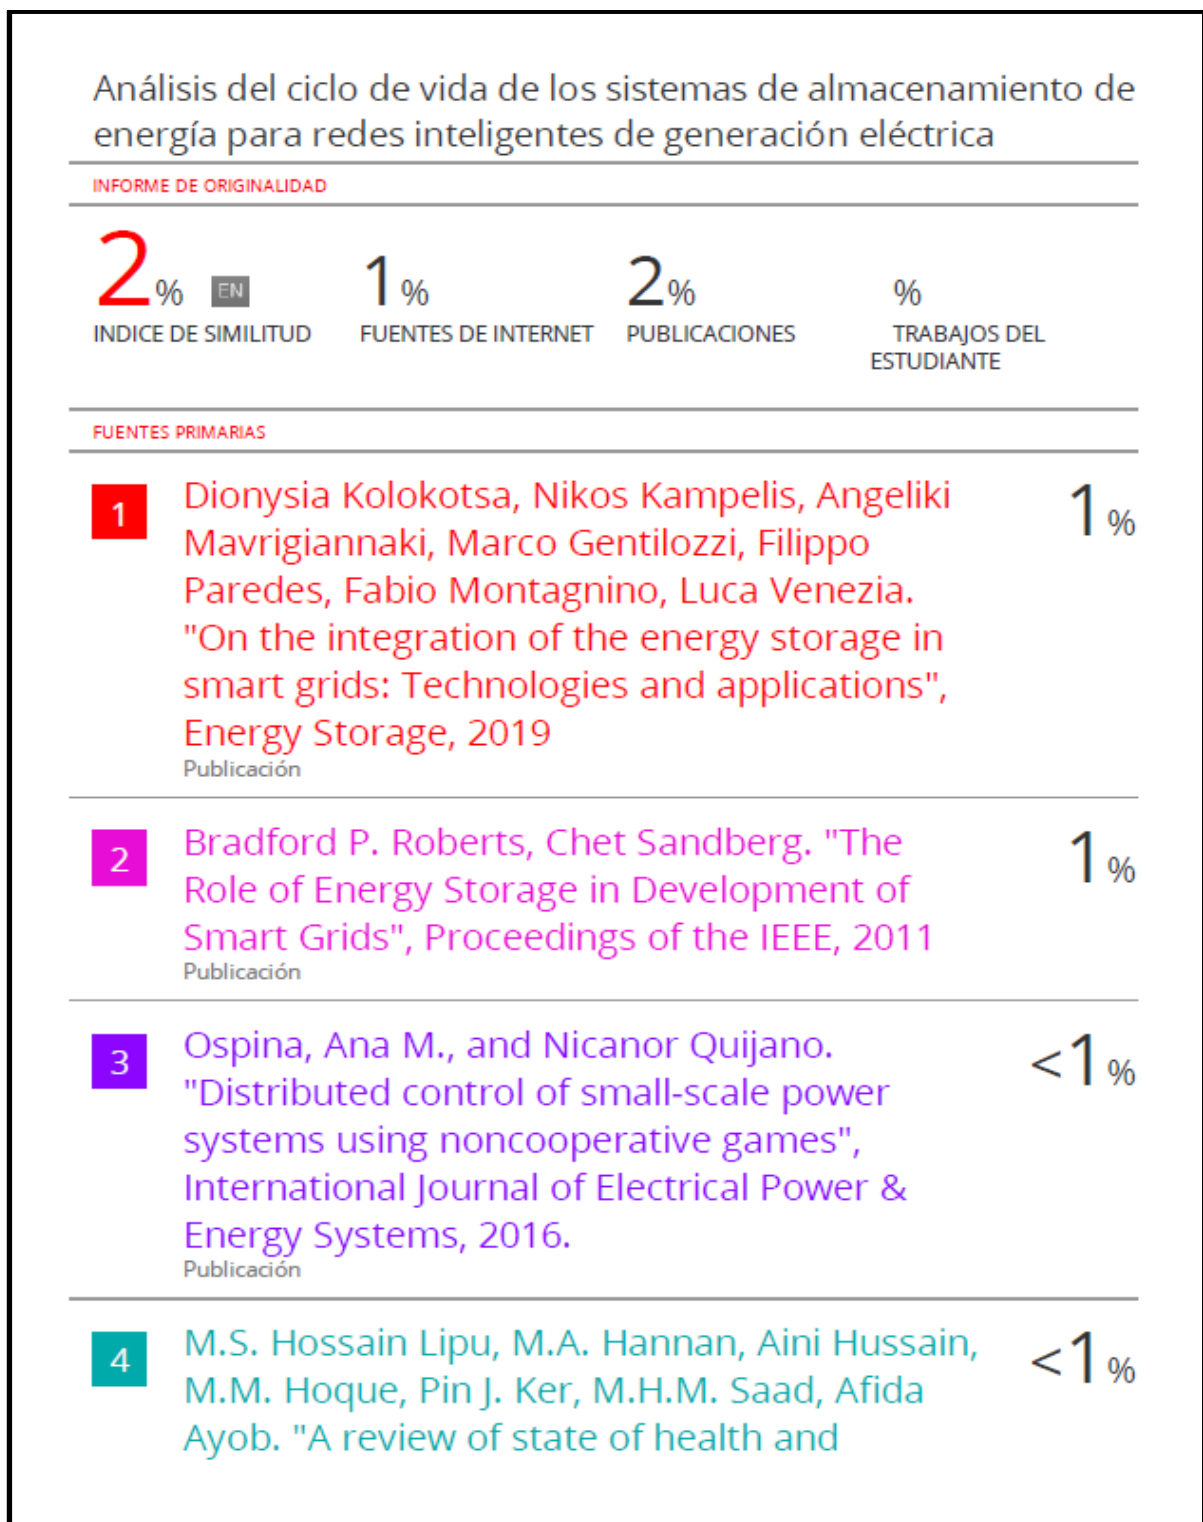 Análisis del ciclo de vida de los sistemas de almacenamiento de
energía para redes inteligentes de generación eléctrica
INFORME DE ORIGINALIDAD
2% EN
INDICE DE SIMILITUD
1%
FUENTES DE INTERNET
2%
PUBLICACIONES
%
TRABAJOS DEL
ESTUDIANTE
FUENTES PRIMARIAS
1
Dionysia Kolokotsa, Nikos Kampelis, Angeliki
Mavrigiannaki, Marco Gentilozzi, Filippo
Paredes, Fabio Montagnino, Luca Venezia.
"On the integration of the energy storage in
smart grids: Technologies and applications",
Energy Storage, 2019
Publicación
1%
2
Bradford P. Roberts, Chet Sandberg. "The
Role of Energy Storage in Development of
Smart Grids", Proceedings of the IEEE, 2011
Publicación
1%
3
Ospina, Ana M., and Nicanor Quijano.
"Distributed control of small-scale power
systems using noncooperative games",
International Journal of Electrical Power &
Energy Systems, 2016.
Publicación
<1%
4
M.S. Hossain Lipu, M.A. Hannan, Aini Hussain,
M.M. Hoque, Pin J. Ker, M.H.M. Saad, Afida
Ayob. "A review of state of health and
<1%